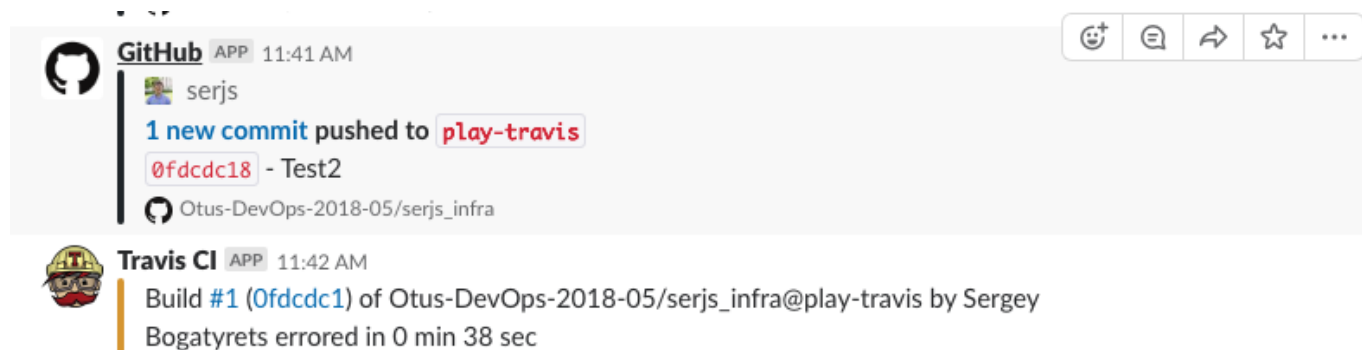 GitHub APP 11:41 AM
serjs
1 new commit pushed to play-travis
0fdcdc18 - Test2
Otus-DevOps-2018-05/serjs_infra
Travis CI APP 11:42 AM
Build #1 (0fdcdc1) of Otus-DevOps-2018-05/serjs_infra@play-travis by Sergey
Bogatyrets errored in 0 min 38 sec